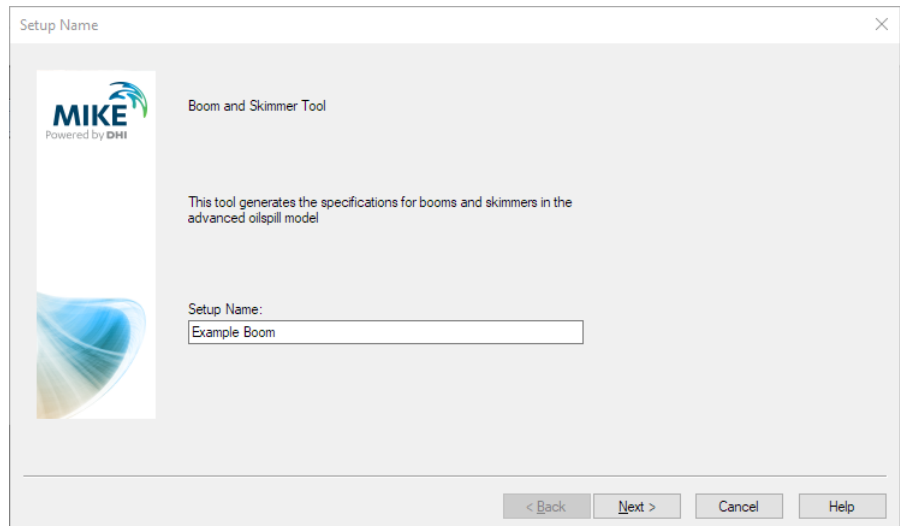 Setup Name
MIKE
Powered by DHI
Boom and Skimmer Tool
This tool generates the specifications for booms and skimmers in the
advanced oilspill model
Setup Name:
Example Boom
< Back
Next >
Cancel
Help